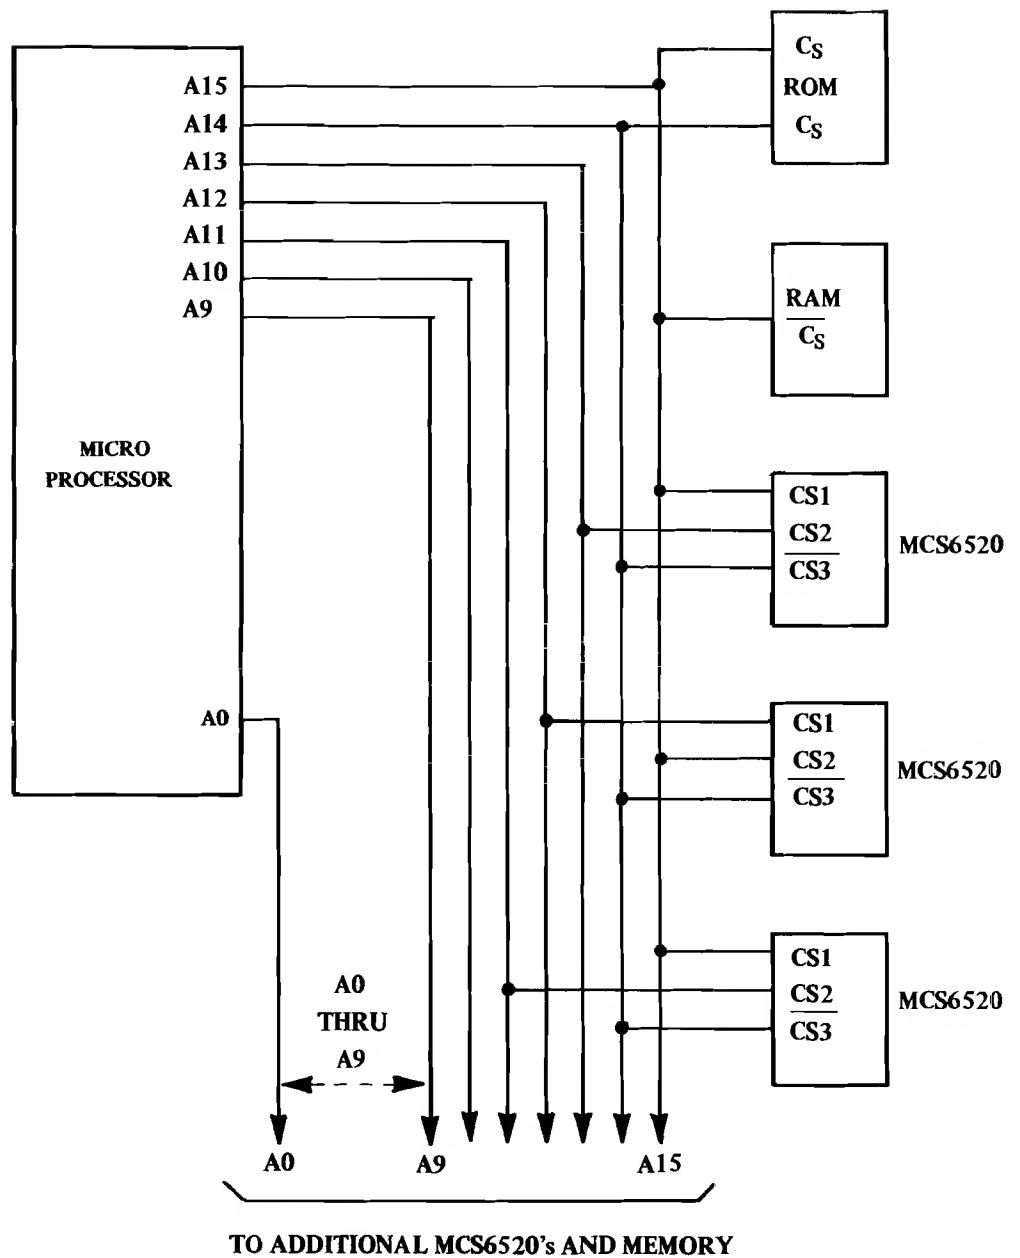 A15
A14
A13
A12
A11
A10
A9
MICRO
PROCESSOR
A0
CS
ROM
CS
RAM
CS
CS1
CS2
CS3
MCS6520
CS1
CS2
CS3
MCS6520
CS1
CS2
CS3
MCS6520
A0
THRU
A9
A0
A9
A15
TO ADDITIONAL MCS6520's AND MEMORY